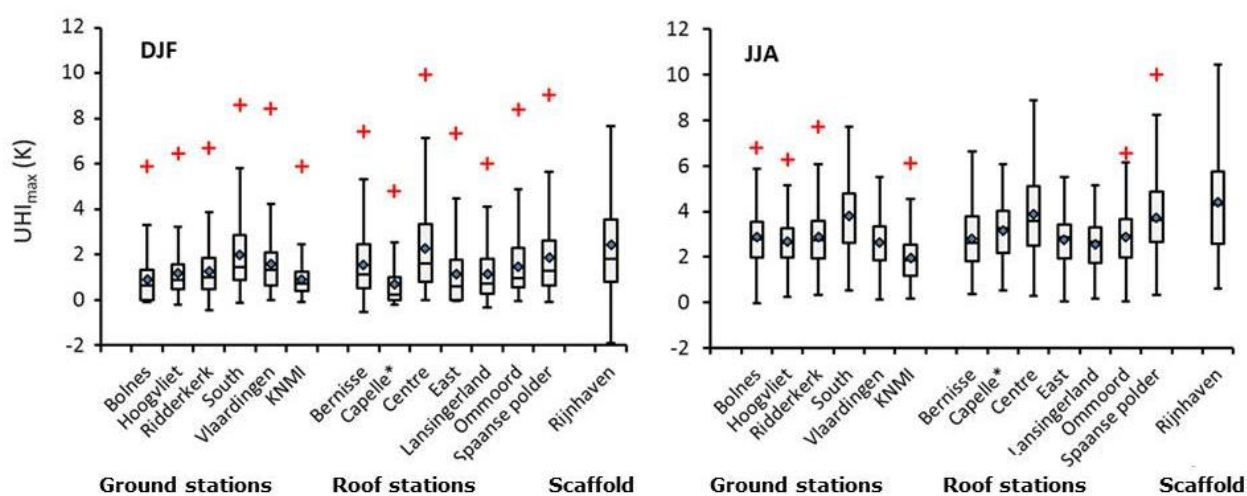 DJF
UHImax (K)
12
10
8
6
4
2
0
-2
Bolnes
Hoogvliet
Ridderkerk
South
Vlaardingen
KNMI
Bernisse
Capelle*
Centre
East
Lansingerland
Ommoord
Spaanse polder
Rijnhaven
Ground stations
Roof stations
Scaffold
JJA
12
10
8
6
4
2
0
-2
Bolnes
Hoogvliet
Ridderkerk
South
Vlaardingen
KNMI
Bernisse
Capelle*
Centre
East
Lansingerland
Ommoord
Spaanse polder
Rijnhaven
Ground stations
Roof stations
Scaffold